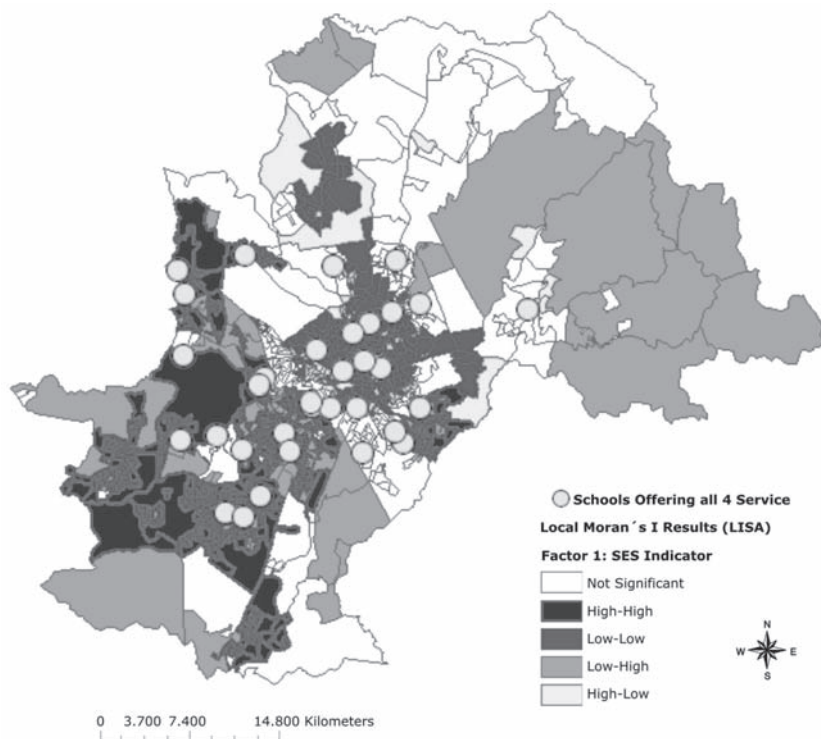 Schools Offering all 4 Service
Local Moran´s I Results (LISA)
Factor 1: SES Indicator
Not Significant
High-High
Low-Low
Low-High
High-Low
N
W E
S
0 3.700 7.400 14.800 Kilometers